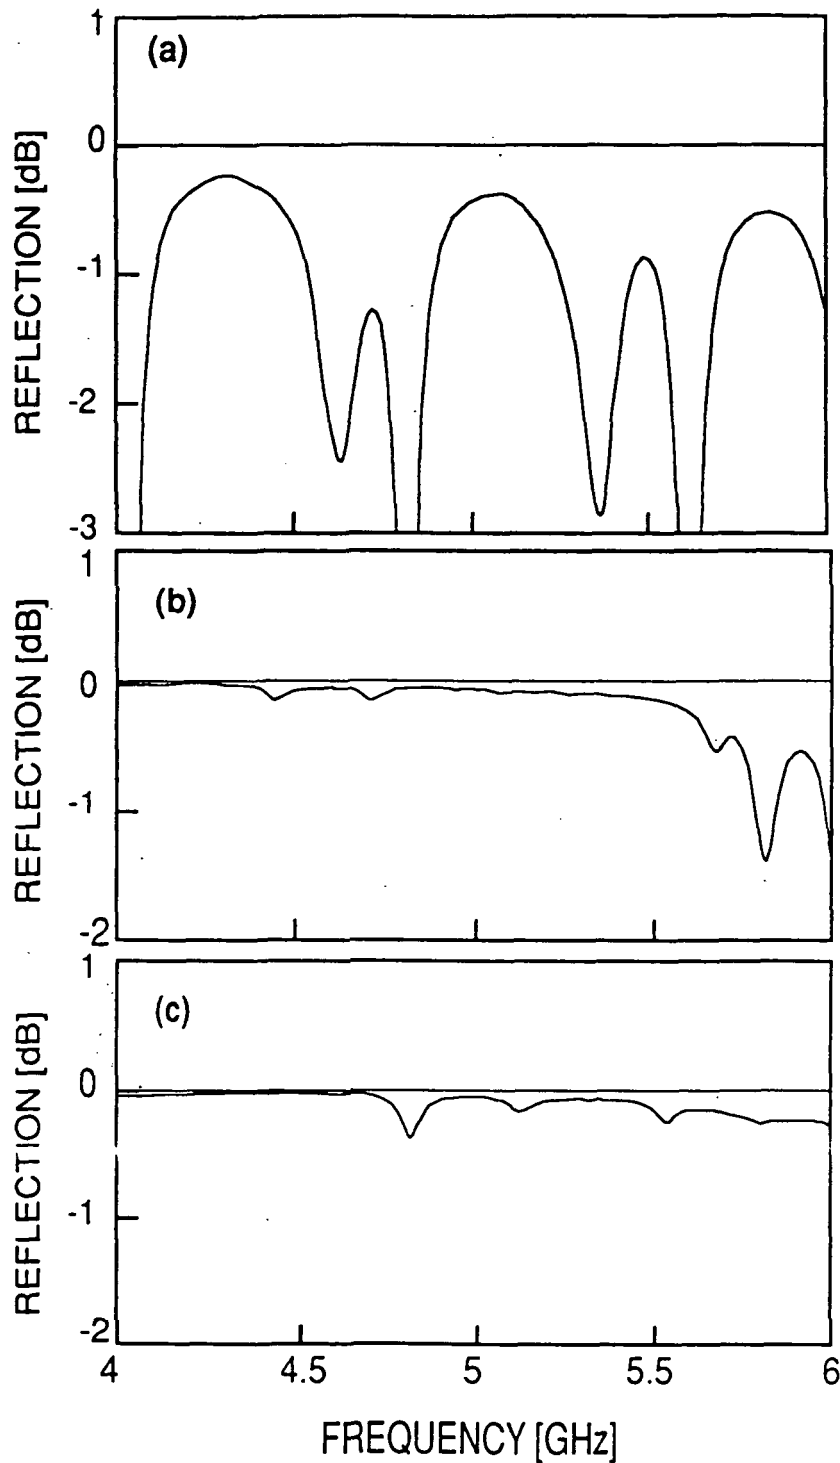 1
(a)
0
REFLECTION [dB]
-1
-2
-3
1
(b)
0
REFLECTION [dB]
-1
-2
1
(c)
0
REFLECTION [dB]
-1
-2
4 4.5 5 5.5 6
FREQUENCY [GHz]